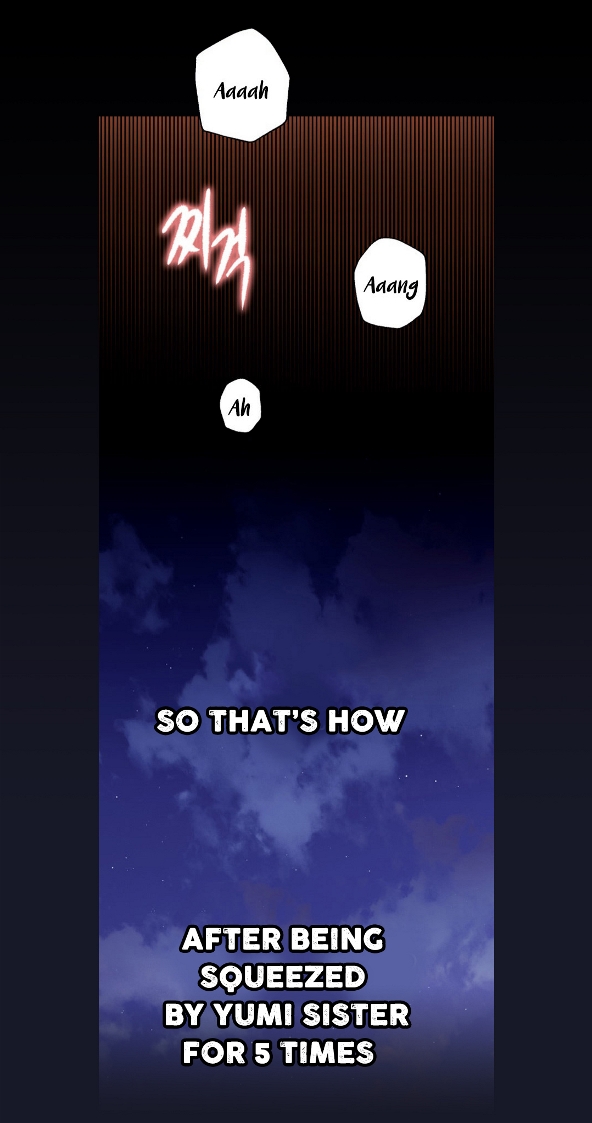 Aaaah
찌걱
Aaang
Ah
SO THAT'S HOW
AFTER BEING
SQUEEZED
BY YUMI SISTER
FOR 5 TIMES